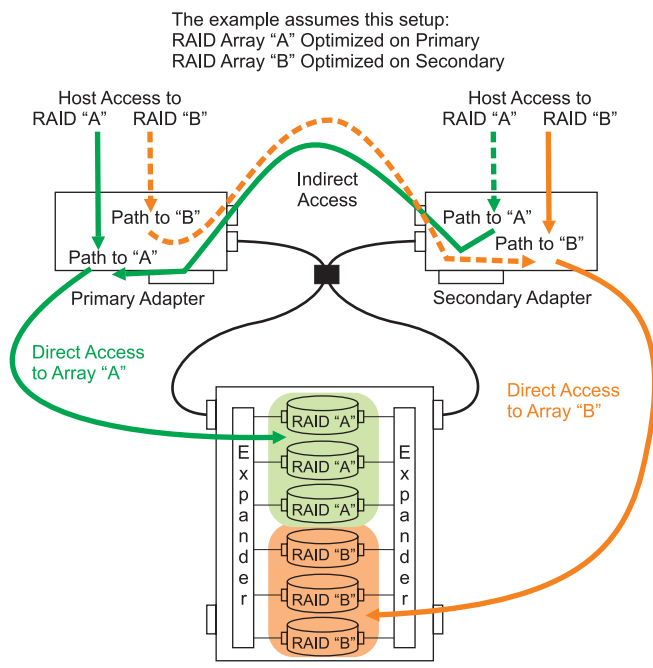 The example assumes this setup:
RAID Array “A” Optimized on Primary
RAID Array “B” Optimized on Secondary
Host Access to
RAID “A” RAID “B”
Host Access to
RAID “A” RAID “B”
Indirect
Access
Path to “B”
Path to “A”
Path to “A”
Path to “B”
Primary Adapter
Secondary Adapter
Direct Access
to Array “A”
Direct Access
to Array “B”
Expander
RAID “A”
RAID “A”
RAID “A”
RAID “B”
RAID “B”
RAID “B”
Expander